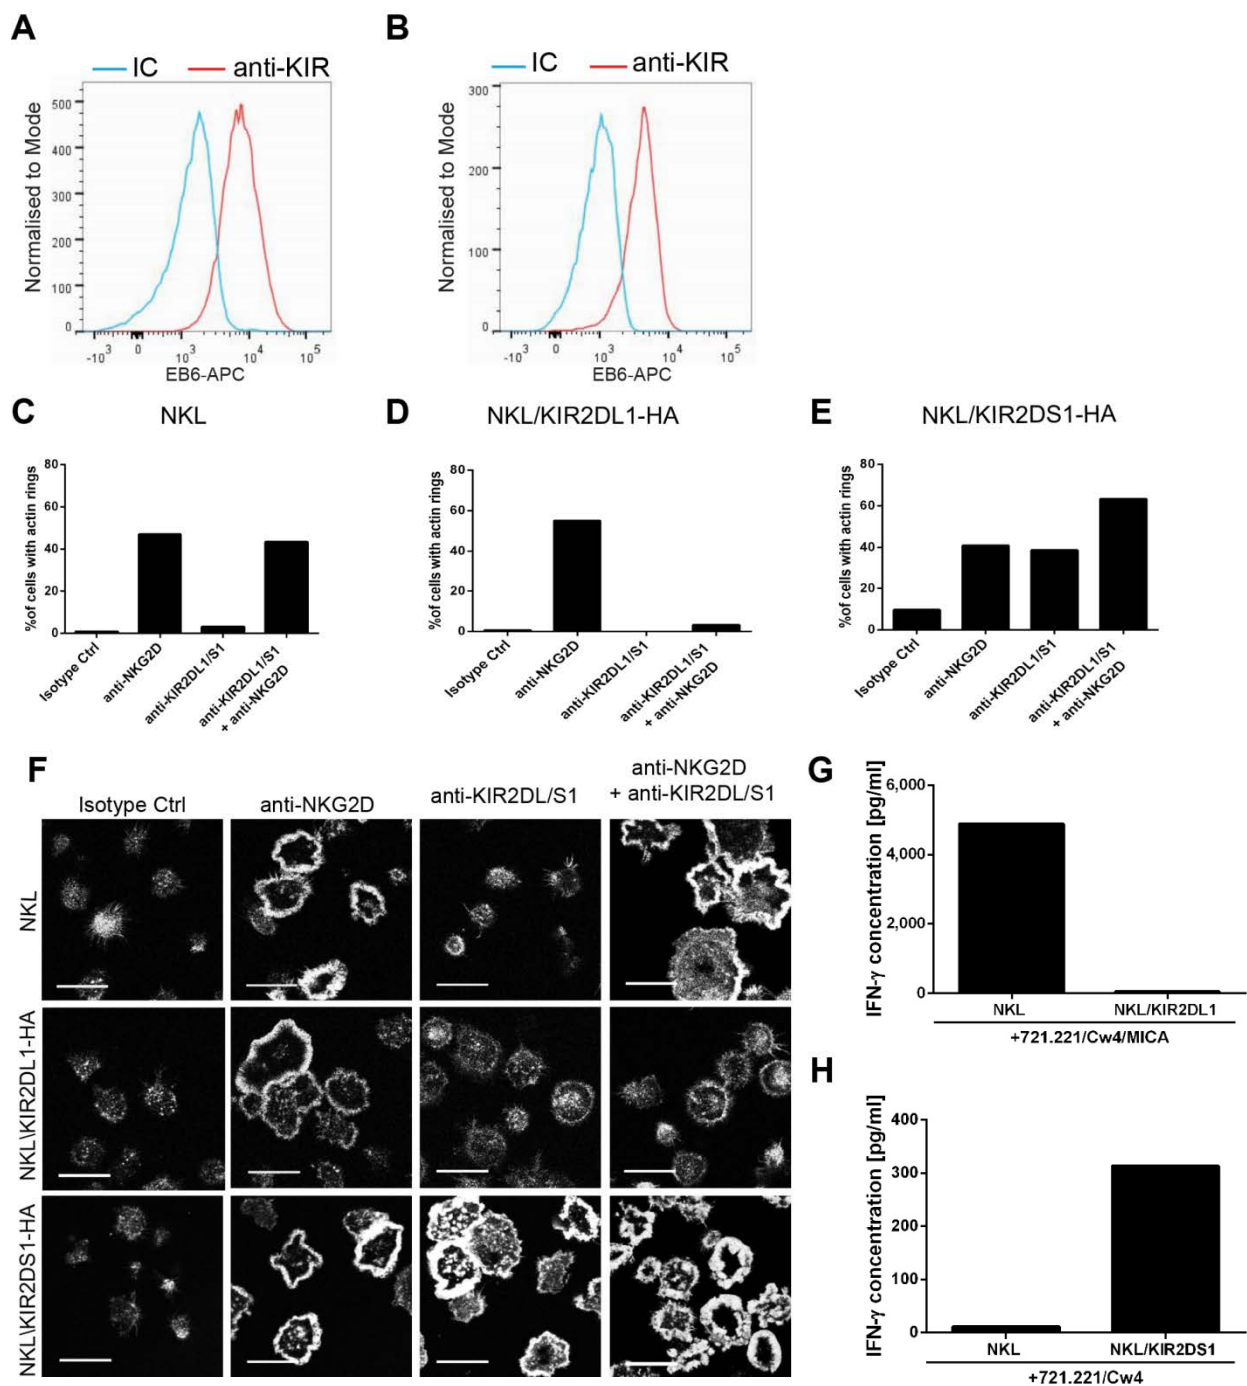 A
IC anti-KIR
Normalised to Mode
500
400
300
200
100
0
-10³ 0 10³ 10⁴ 10⁵
EB6-APC
B
IC anti-KIR
Normalised to Mode
300
200
100
0
-10³ 0 10³ 10⁴ 10⁵
EB6-APC
C
NKL
%of cells with actin rings
80
60
40
20
0
Isotype Ctrl
anti-NKG2D
anti-KIR2DL1/S1
anti-KIR2DL1/S1
+ anti-NKG2D
D
NKL/KIR2DL1-HA
%of cells with actin rings
80
60
40
20
0
Isotype Ctrl
anti-NKG2D
anti-KIR2DL1/S1
anti-KIR2DL1/S1
+ anti-NKG2D
E
NKL/KIR2DS1-HA
%of cells with actin rings
80
60
40
20
0
Isotype Ctrl
anti-NKG2D
anti-KIR2DL1/S1
anti-KIR2DL1/S1
+ anti-NKG2D
F
Isotype Ctrl
anti-NKG2D
anti-KIR2DL/S1
anti-NKG2D
+ anti-KIR2DL/S1
NKL
NKL\KIR2DL1-HA
NKL\KIR2DS1-HA
G
IFN-γ concentration [pg/ml]
6,000
4,000
2,000
0
NKL NKL/KIR2DL1
+721.221/Cw4/MICA
H
IFN-γ concentration [pg/ml]
400
300
200
100
0
NKL NKL/KIR2DS1
+721.221/Cw4